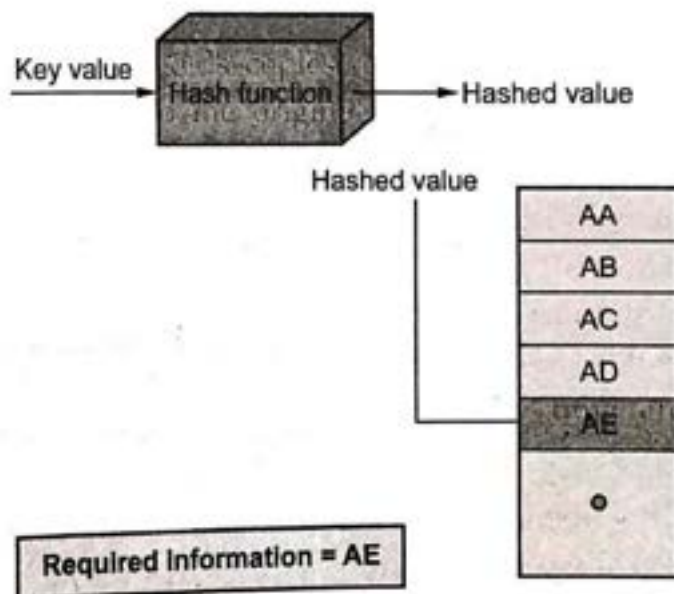 Key value
Hash function
Hashed value
Hashed value
AA
AB
AC
AD
AE
Required Information = AE